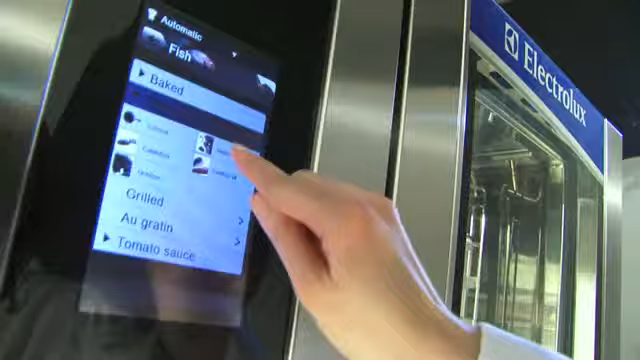 Automatic
Fish
Baked
Grilled
Au gratin
Tomato sauce
Electrolux